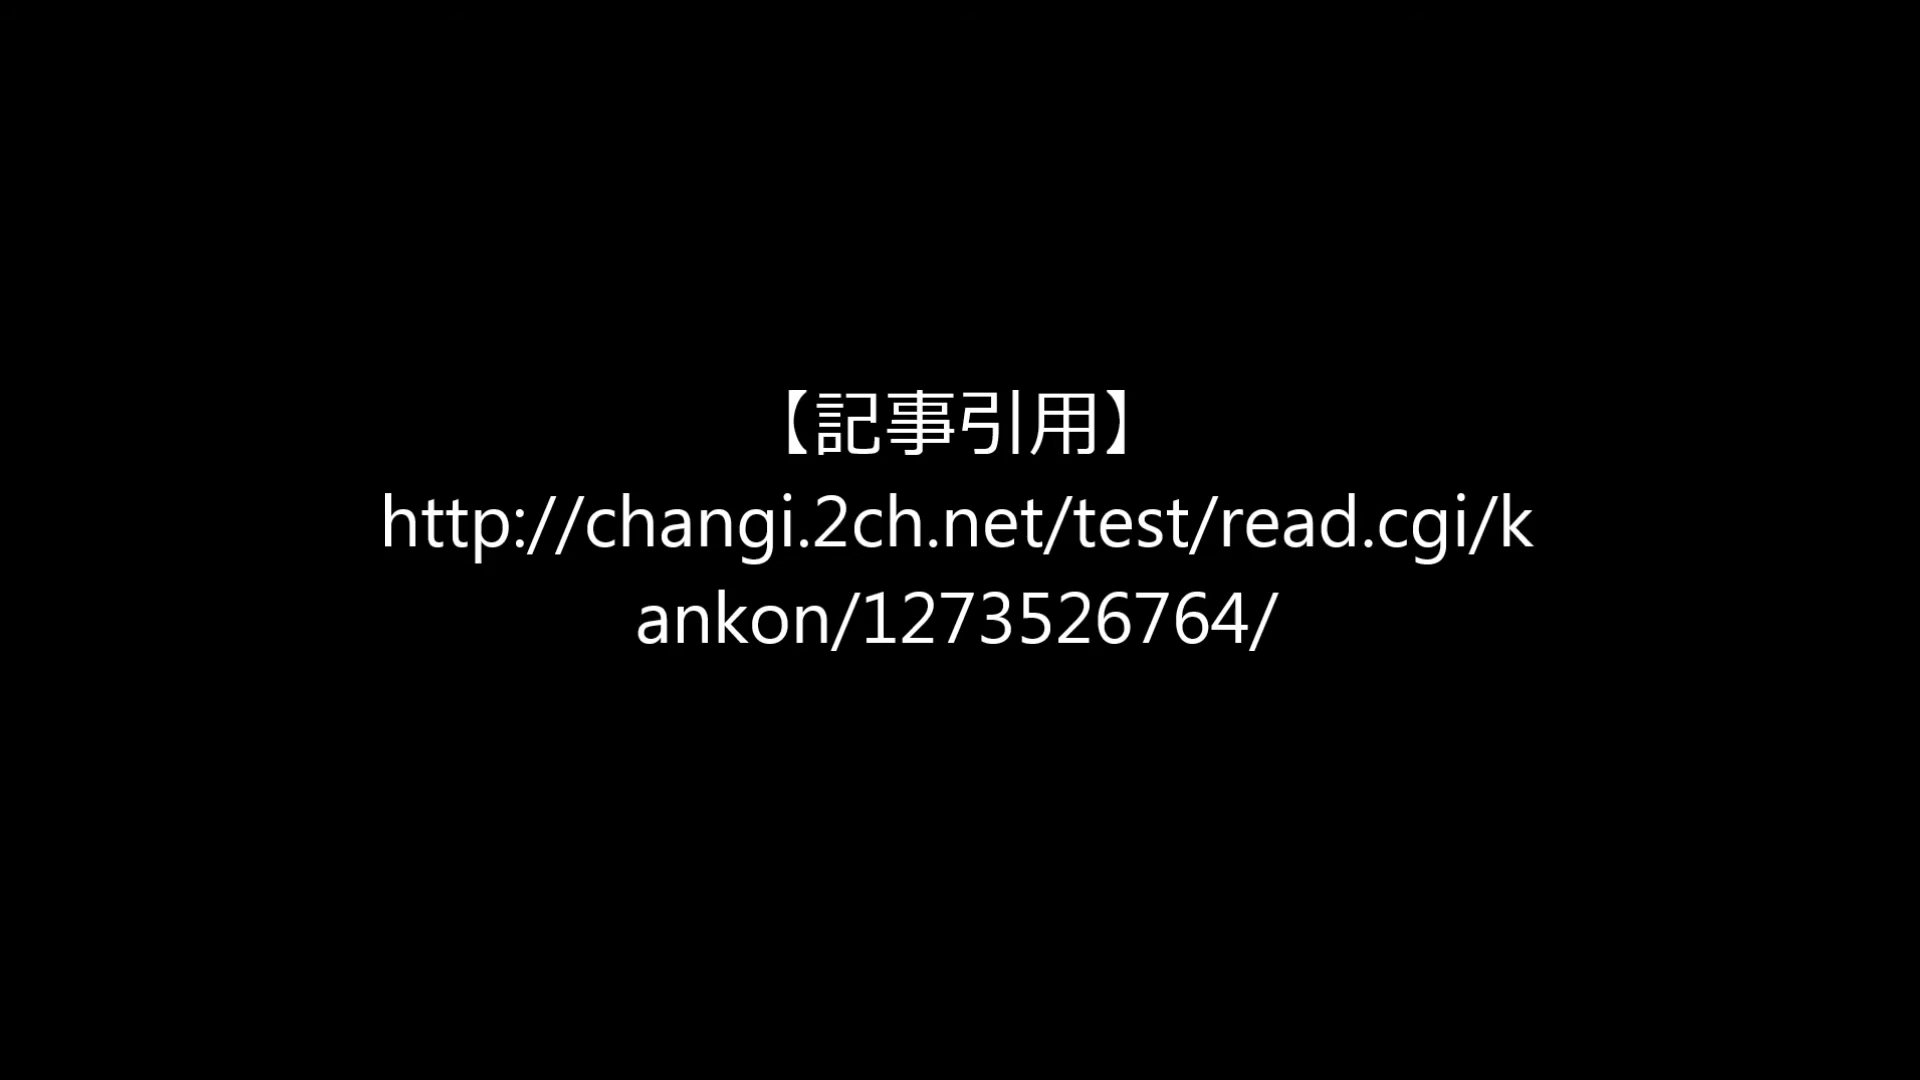 【記事引用】
http://changi.2ch.net/test/read.cgi/k
ankon/1273526764/